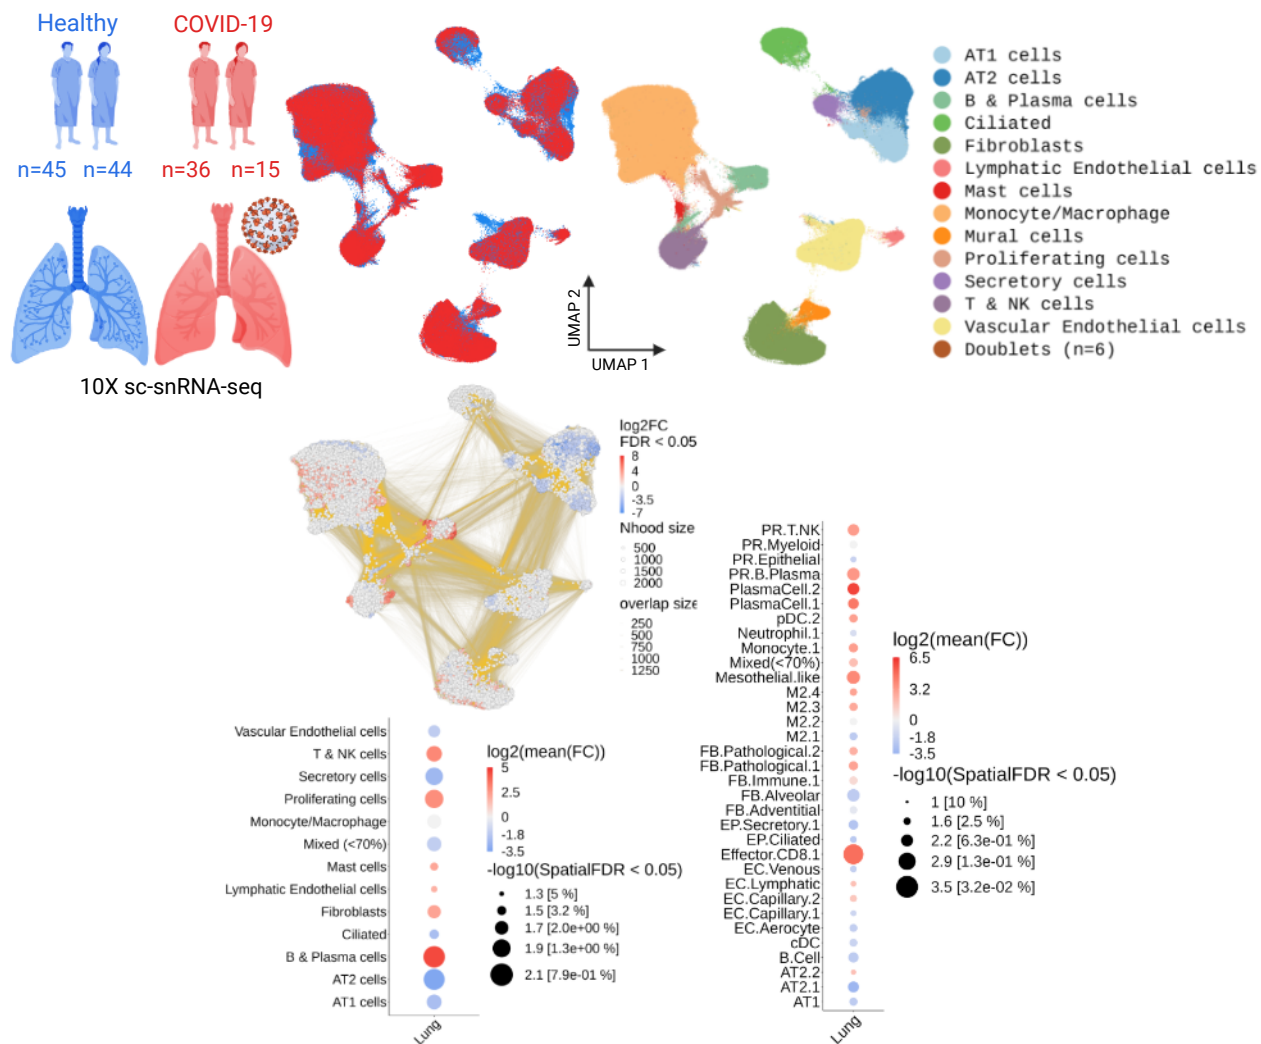 Healthy
COVID-19
n=45
n=44
n=36
n=15
10X sc-snRNA-seq
UMAP 2
UMAP 1
AT1 cells
AT2 cells
B & Plasma cells
Ciliated
Fibroblasts
Lymphatic Endothelial cells
Mast cells
Monocyte/Macrophage
Mural cells
Proliferating cells
Secretory cells
T & NK cells
Vascular Endothelial cells
Doublets (n=6)
log2FC
FDR < 0.05
8
4
0
-3.5
-7
Nhood size
500
1000
1500
2000
overlap size
250
500
750
1000
1250
Vascular Endothelial cells
T & NK cells
Secretory cells
Proliferating cells
Monocyte/Macrophage
Mixed (<70%)
Mast cells
Lymphatic Endothelial cells
Fibroblasts
Ciliated
B & Plasma cells
AT2 cells
AT1 cells
Lung
log2(mean(FC))
5
2.5
0
-1.8
-3.5
-log10(SpatialFDR < 0.05)
1.3 [5 %]
1.5 [3.2 %]
1.7 [2.0e+00 %]
1.9 [1.3e+00 %]
2.1 [7.9e-01 %]
PR.T.NK
PR.Myeloid
PR.Epithelial
PR.B.Plasma
PlasmaCell.2
PlasmaCell.1
pDC.2
Neutrophil.1
Monocyte.1
Mixed(<70%)
Mesothelial.like
M2.4
M2.3
M2.2
M2.1
FB.Pathological.2
FB.Pathological.1
FB.Immune.1
FB.Alveolar
FB.Adventitial
EP.Secretory.1
EP.Ciliated
Effector.CD8.1
EC.Venous
EC.Lymphatic
EC.Capillary.2
EC.Capillary.1
EC.Aerocyte
cDC
B.Cell
AT2.2
AT2.1
AT1
Lung
log2(mean(FC))
6.5
3.2
0
-1.8
-3.5
-log10(SpatialFDR < 0.05)
1 [10 %]
1.6 [2.5 %]
2.2 [6.3e-01 %]
2.9 [1.3e-01 %]
3.5 [3.2e-02 %]